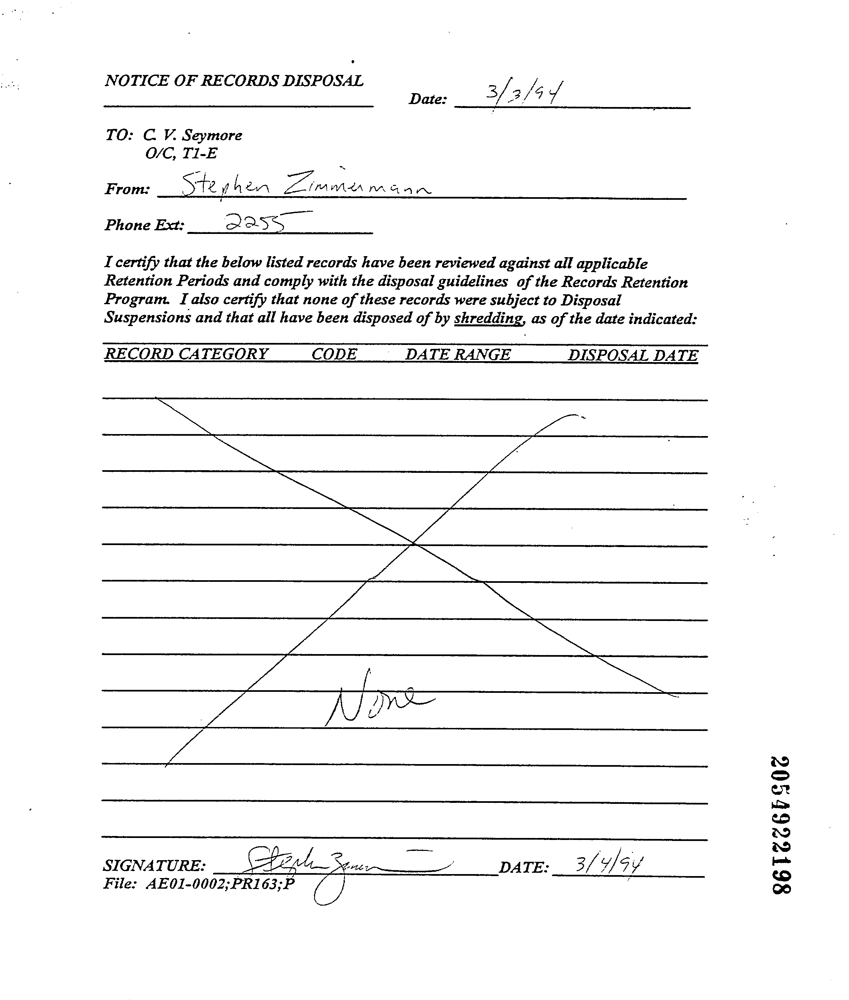 NOTICE OF RECORDS DISPOSAL
Date: 3/3/94
TO: C. V. Seymore
O/C, T1-E
From: Stephen Zimmermann
Phone Ext: 2255
I certify that the below listed records have been reviewed against all applicable
Retention Periods and comply with the disposal guidelines of the Records Retention
Program. I also certify that none of these records were subject to Disposal
Suspensions and that all have been disposed of by shredding, as of the date indicated:
RECORD CATEGORY CODE DATE RANGE DISPOSAL DATE
None
SIGNATURE: DATE: 3/4/94
File: AE01-0002;PR163;P
2054922198